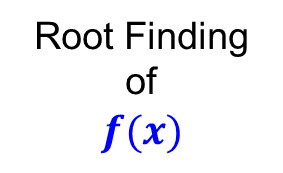 Root Finding
of
f(x)